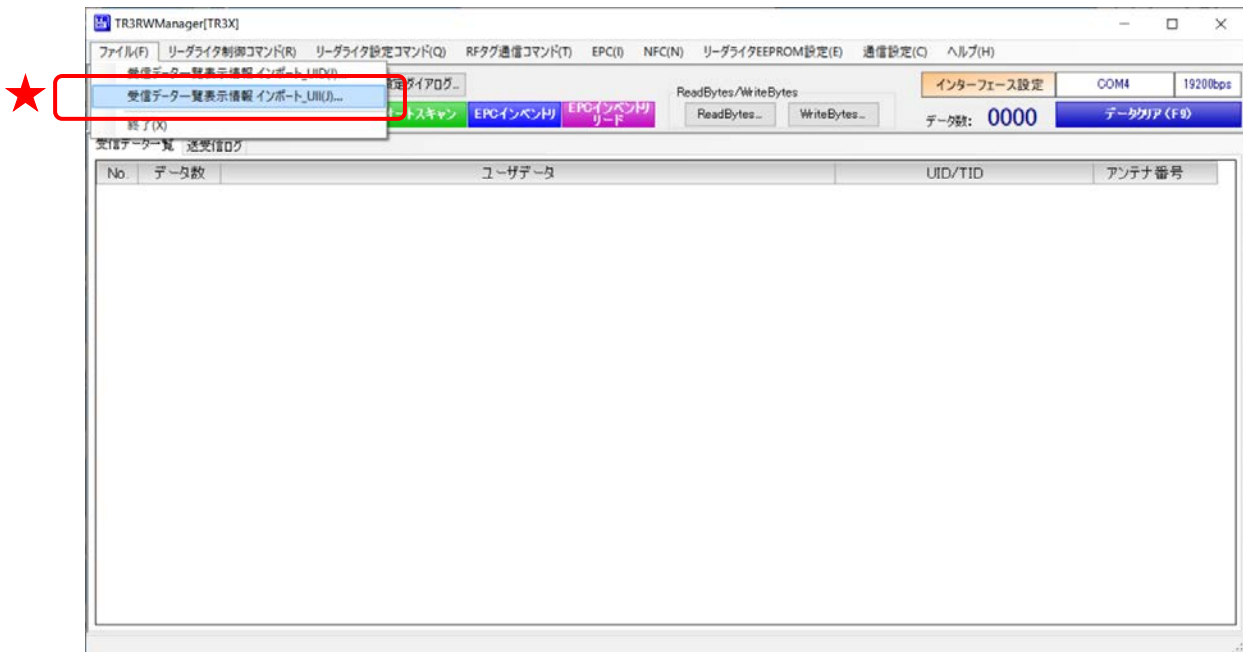 TR3RWManager[TR3X]
ファイル(F) リーダライタ制御コマンド(R) リーダライタ設定コマンド(Q) RFタグ通信コマンド(T) EPC(I) NFC(N) リーダライタEEPROM設定(E) 通信設定(C) ヘルプ(H)
受信データ一覧表示情報 インポート_UID(I)
受信データ一覧表示情報 インポート_UII(J)...
終了(X)
定ダイアログ...
ートスキャン EPCインベントリ EPCインベントリ
リード
ReadBytes/WriteBytes
ReadBytes... WriteBytes...
インターフェース設定 COM4 19200bps
データ数: 0000 データクリア(F9)
受信データ一覧 送受信ログ
No. データ数 ユーザデータ UID/TID アンテナ番号